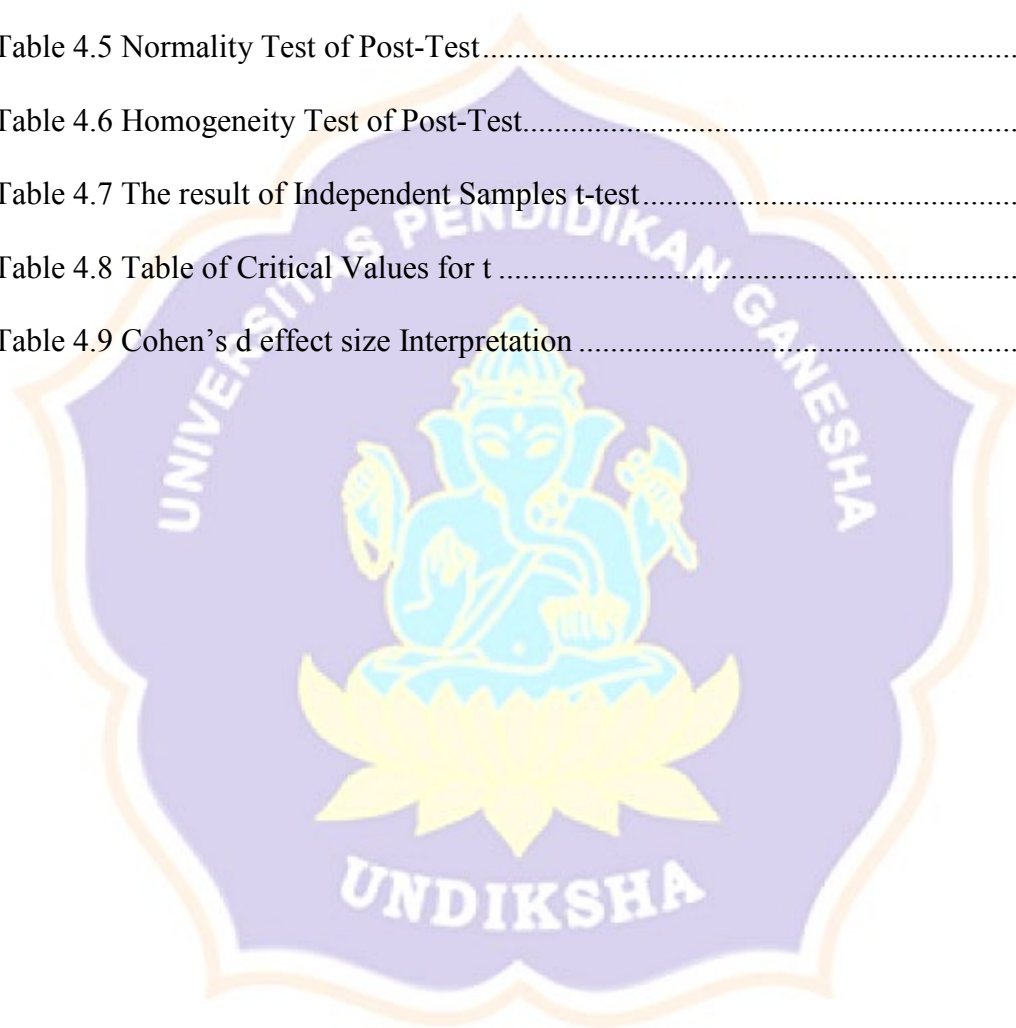 Table 4.5 Normality Test of Post-Test....................................................................
Table 4.6 Homogeneity Test of Post-Test...............................................................
Table 4.7 The result of Independent Samples t-test................................................
Table 4.8 Table of Critical Values for t ..................................................................
Table 4.9 Cohen’s d effect size Interpretation ........................................................
UNIVERSITAS PENDIDIKAN GANESHA
UNDIKSHA